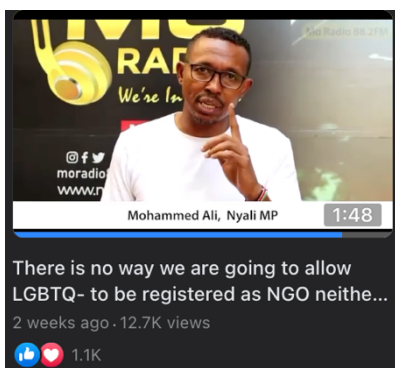 Mo Radio 88.2FM
RAD
We're In
moradio
www.m
Mohammed Ali, Nyali MP
1:48
There is no way we are going to allow
LGBTQ- to be registered as NGO neithe...
2 weeks ago · 12.7K views
1.1K